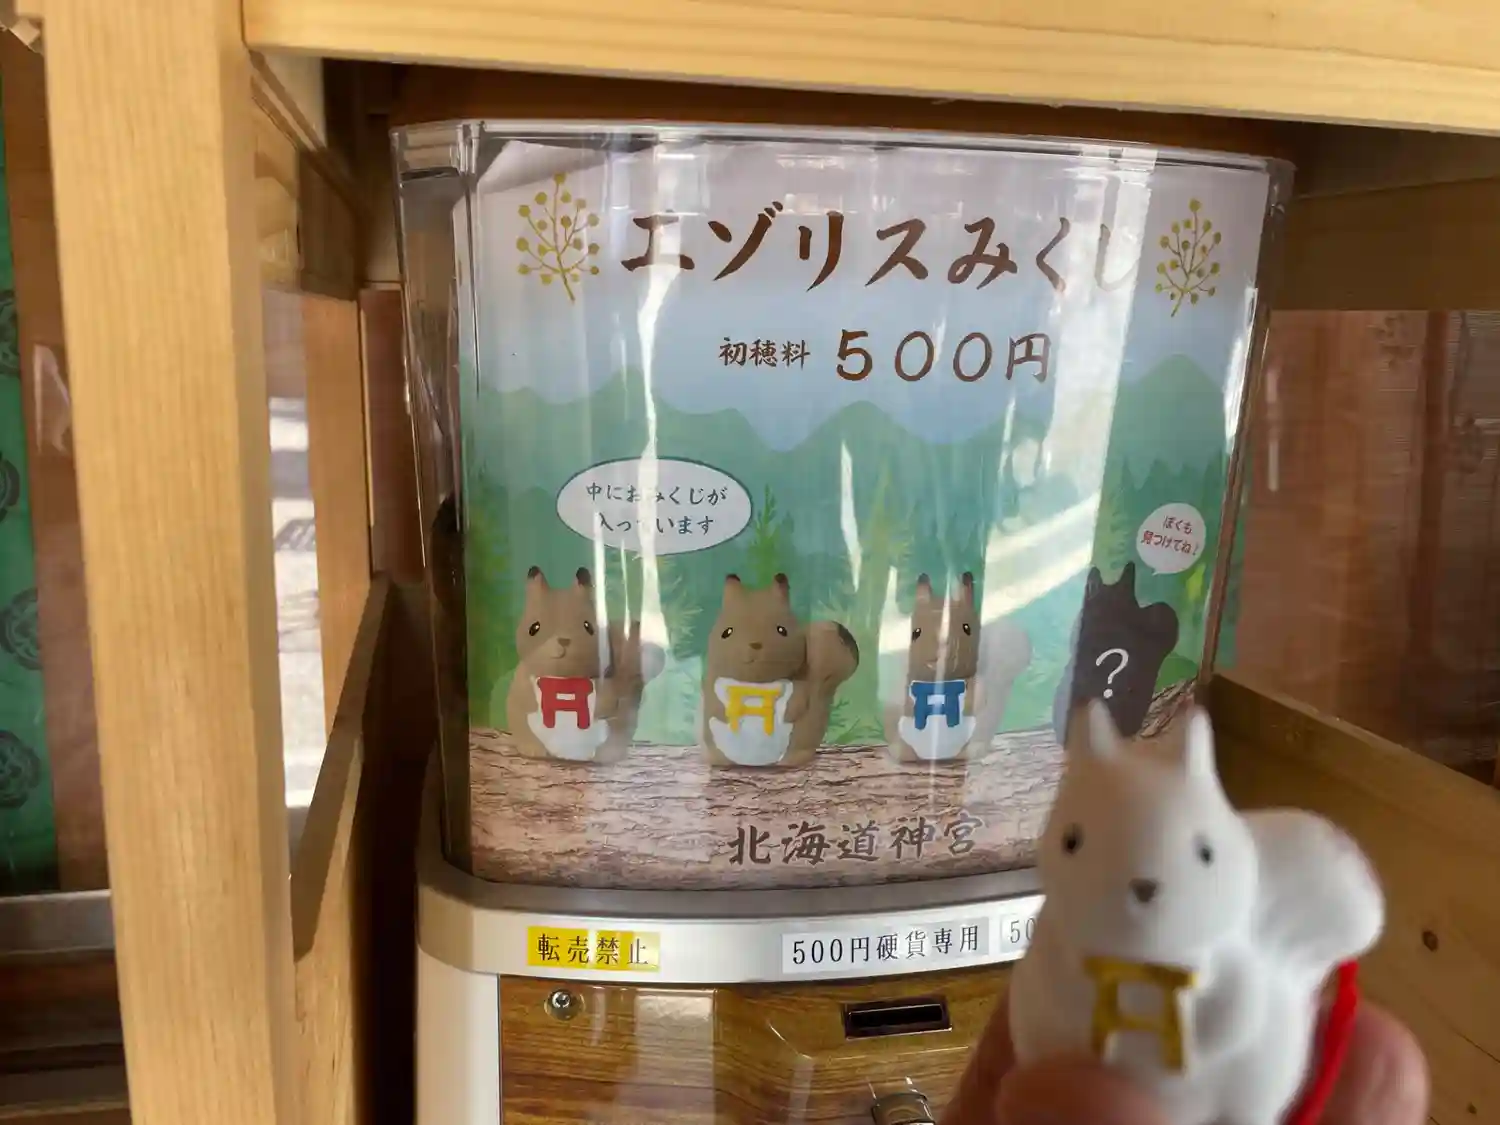 エゾリスみくじ
初穂料 500円
中におみくじが
入っています
ぼくも
見つけてね!
?
北海道神宮
転売禁止
500円硬貨専用
50